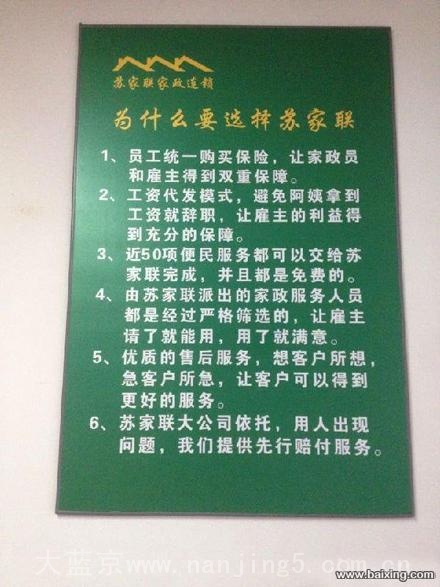 苏家联家政连锁
为什么要选择苏家联
1、员工统一购买保险，让家政员
和雇主得到双重保障。
2、工资代发模式，避免阿姨拿到
工资就辞职，让雇主的利益得
到充分的保障。
3、近50项便民服务都可以交给苏
家联完成，并且都是免费的。
4、由苏家联派出的家政服务人员
都是经过严格筛选的，让雇主
请了就能用，用了就满意。
5、优质的售后服务，想客户所想，
急客户所急，让客户可以得到
更好的服务。
6、苏家联大公司依托，用人出现
问题，我们提供先行赔付服务。
大蓝京www.nanjing5.com.cn
www.baixing.com